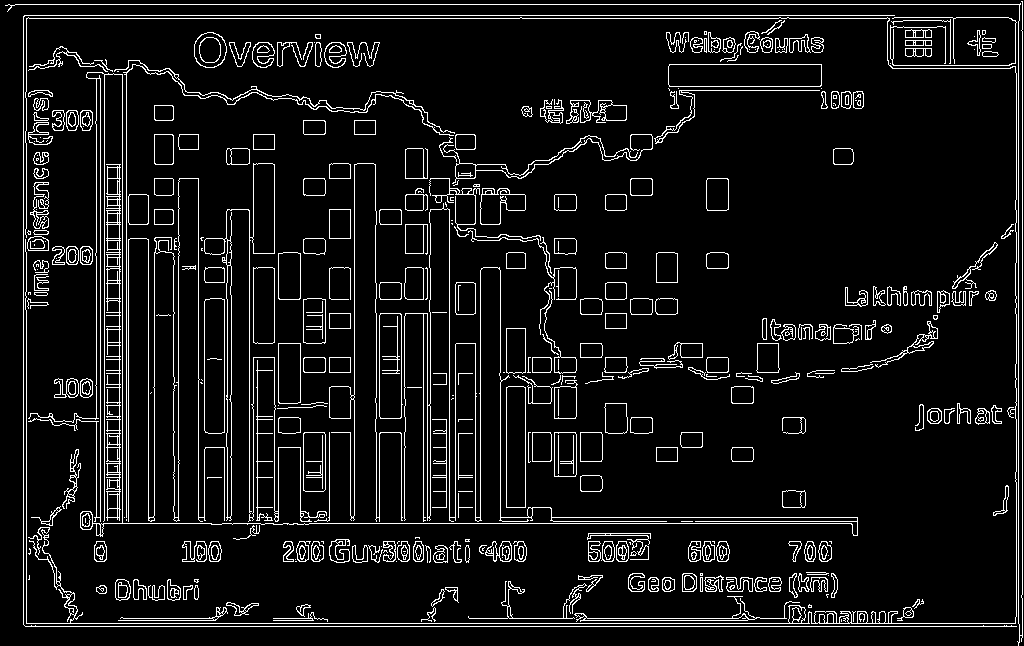 Overview
Weibo Counts
1 1000
Time Distance (hrs)
300
200
100
0
Lakhimpur
Itanagar
Jorhat
0 100 200 300 400 500 600 700
Guwahati
Geo Distance (km)
Dhubri
Dimapur